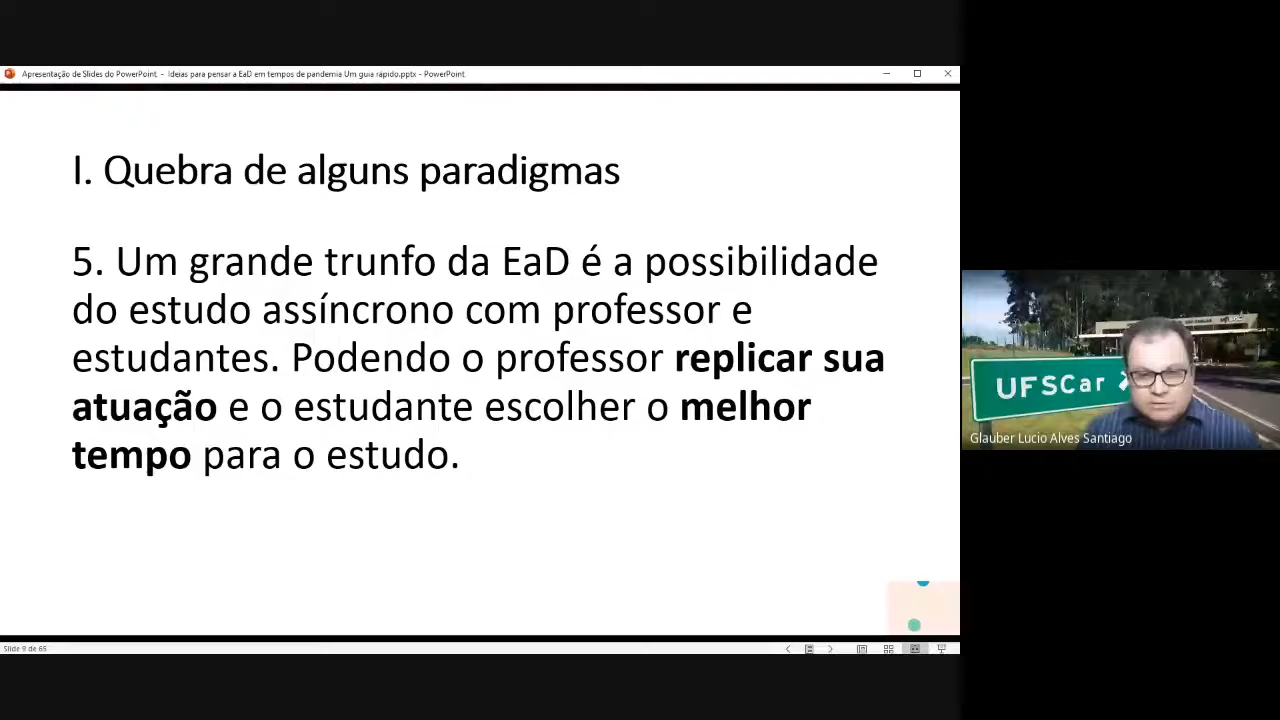 Apresentação de Slides do PowerPoint - Ideias para pensar a EaD em tempos de pandemia Um guia rápido.pptx - PowerPoint
I. Quebra de alguns paradigmas
5. Um grande trunfo da EaD é a possibilidade
do estudo assíncrono com professor e
estudantes. Podendo o professor replicar sua
atuação e o estudante escolher o melhor
tempo para o estudo.
UFSCar
Glauber Lucio Alves Santiago
Slide 9 de 65